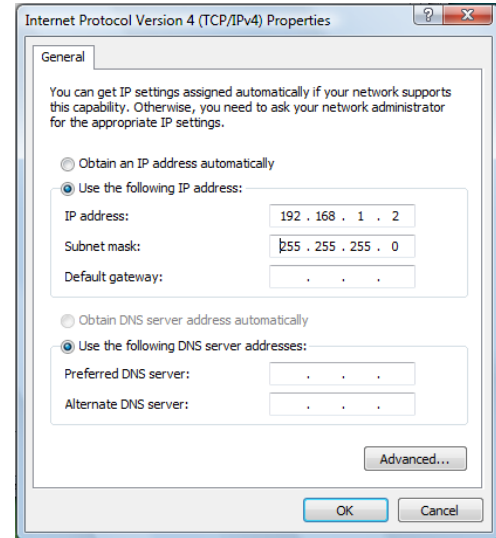 Internet Protocol Version 4 (TCP/IPv4) Properties
?
X
General
You can get IP settings assigned automatically if your network supports
this capability. Otherwise, you need to ask your network administrator
for the appropriate IP settings.
Obtain an IP address automatically
Use the following IP address:
IP address: 192 . 168 . 1 . 2
Subnet mask: 255 . 255 . 255 . 0
Default gateway: . . .
Obtain DNS server address automatically
Use the following DNS server addresses:
Preferred DNS server: . . .
Alternate DNS server: . . .
Advanced...
OK Cancel